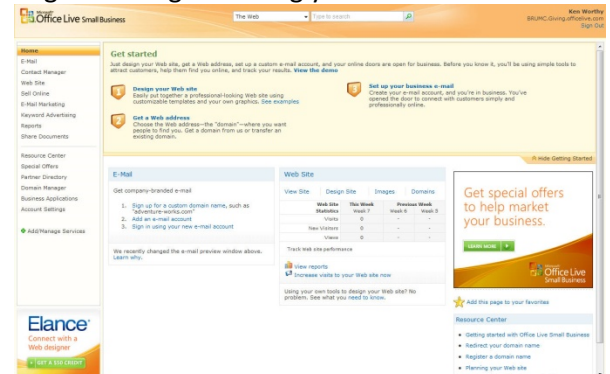 Office Live Small Business
The Web
Type to search
Ken Worthy
BRUMC.Giving.officelive.com
Sign Out
Home
E-Mail
Contact Manager
Web Site
Sell Online
E-Mail Marketing
Keyword Advertising
Reports
Share Documents
Resource Center
Special Offers
Partner Directory
Domain Manager
Business Applications
Account Settings
Add/Manage Services
Elance
Connect with a
Web designer
Get started
Just design your Web site, get a Web address, set up a custom e-mail account, and your online doors are open for business. Before you know it, you'll be using simple tools to
attract customers, help them find you online, and track your results. View the demo
Design your Web site
Easily put together a professional-looking Web site using
customizable templates and your own graphics. See examples
Get a Web address
Choose the Web address—the "domain"—where you want
people to find you. Get a domain from us or transfer an
existing domain.
Set up your business e-mail
Create your e-mail account, and you're in business. You've
opened the door to connect with customers simply and
professionally online.
Hide Getting Started
E-Mail
Get company-branded e-mail
1. Sign up for a custom domain name, such as
"adventure-works.com"
2. Add an e-mail account
3. Sign in using your new e-mail account
We recently changed the e-mail preview window above.
Learn why.
Web Site
View Site Design Site Images Domains
Web Site This Week Previous Week
Statistics Week 7 Week 6 Week 5
Visits 0 - -
New Visitors 0 - -
Views 0 - -
Track Web site performance
View reports
Increase visits to your Web site now
Using your own tools to design your Web site? No
problem. See what you need to know.
Get special offers
to help market
your business.
LEARN MORE
Office Live
Small Business
Add this page to your favorites
Resource Center
Getting started with Office Live Small Business
Redirect your domain name
Register a domain name
Planning your Web site